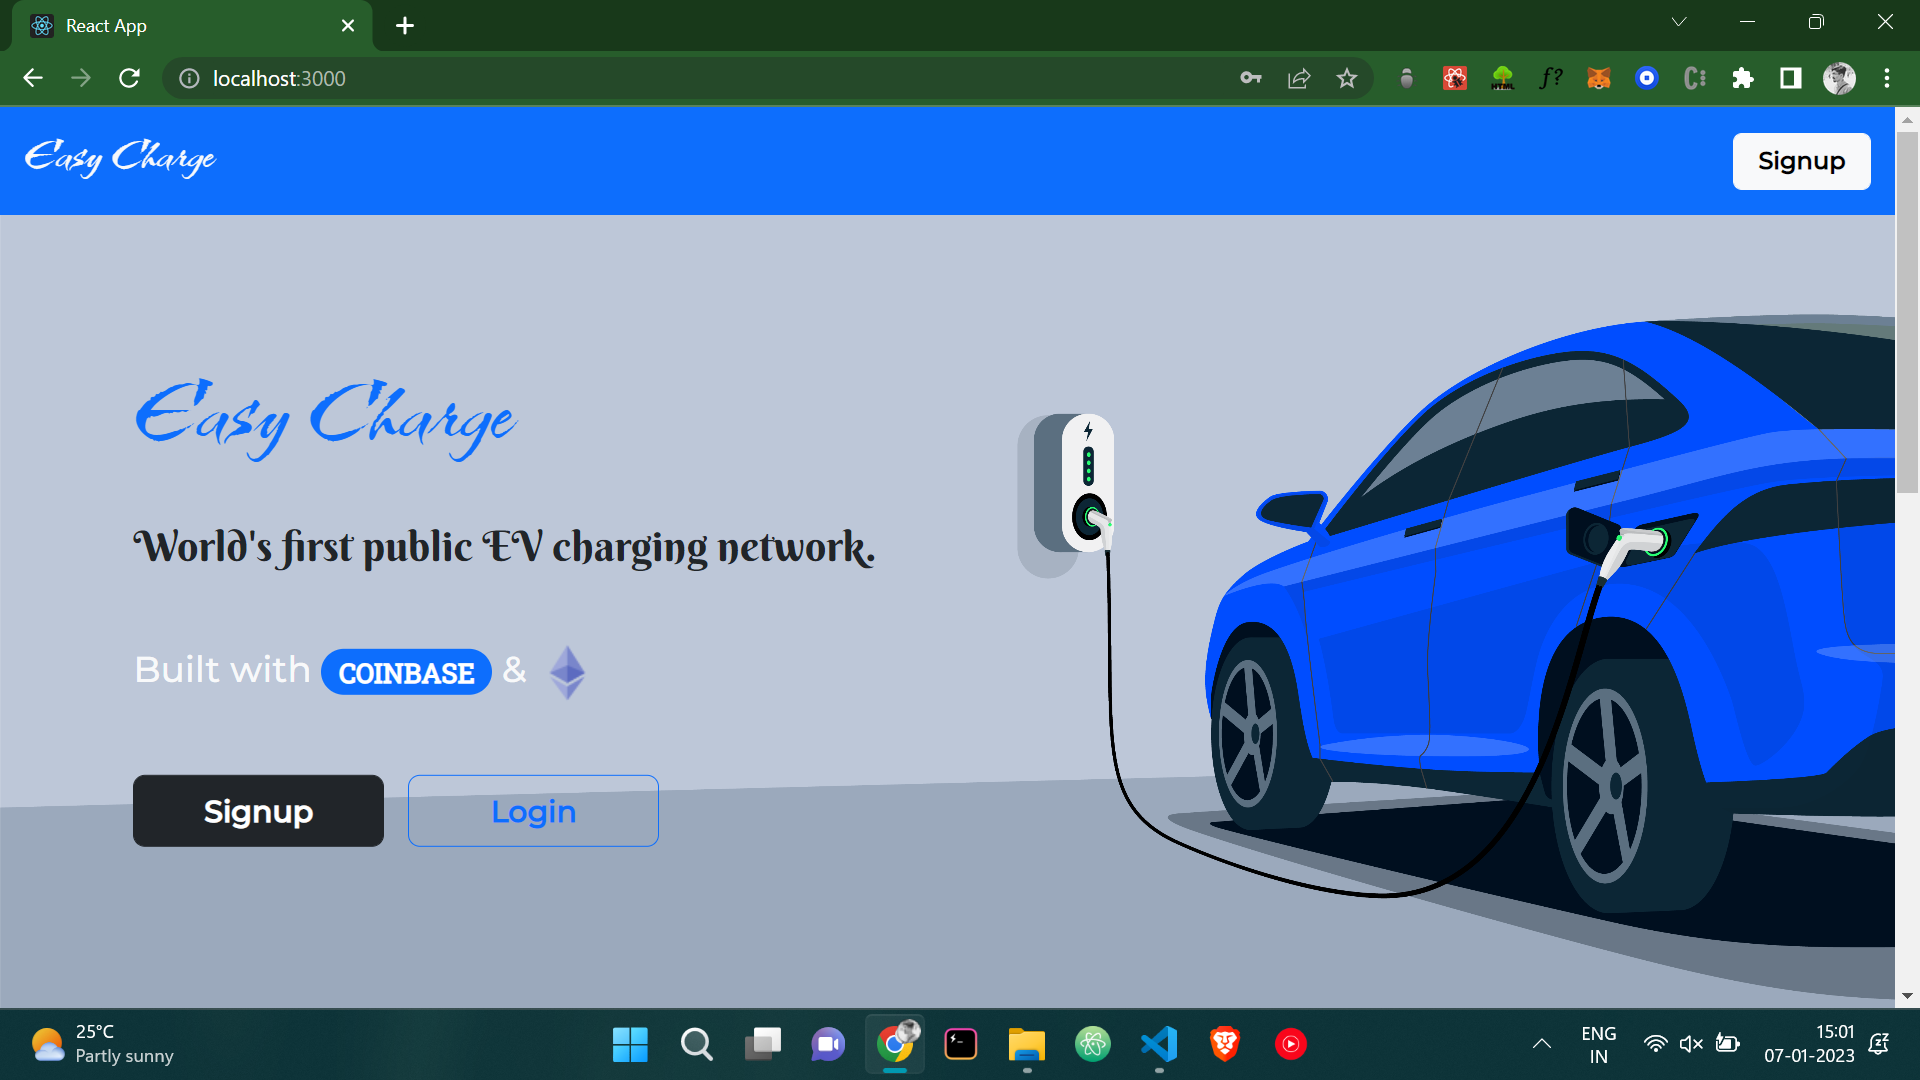 React App
localhost:3000
HTML
f?
Easy Charge
Signup
Easy Charge
World's first public EV charging network.
Built with COINBASE &
Signup
Login
25°C
Partly sunny
ENG
IN
15:01
07-01-2023